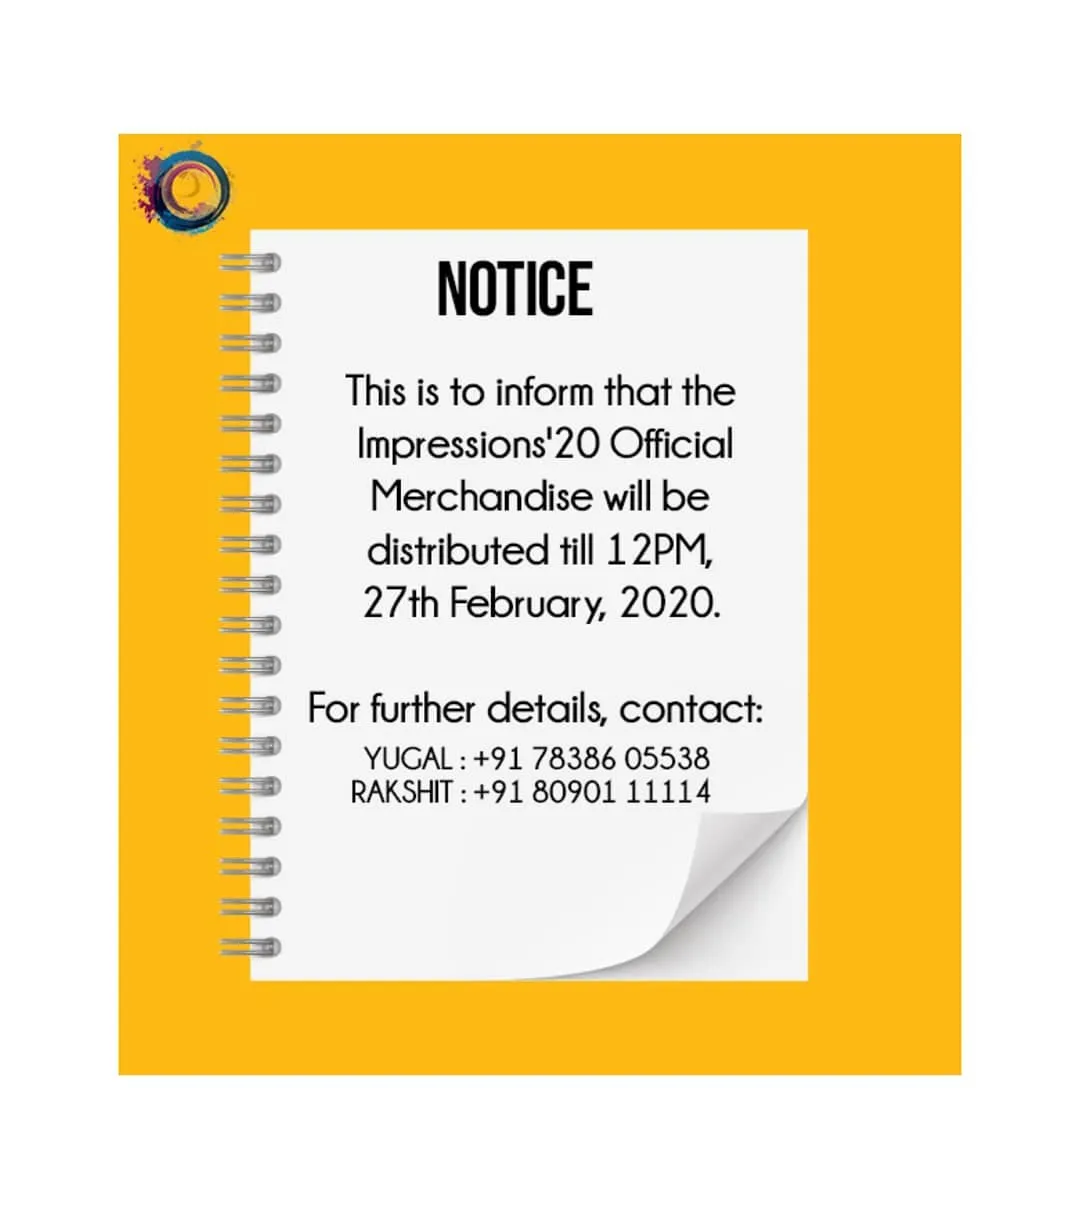 NOTICE
This is to inform that the
Impressions'20 Official
Merchandise will be
distributed till 12PM,
27th February, 2020.
For further details, contact:
YUGAL : +91 78386 05538
RAKSHIT : +91 80901 11114